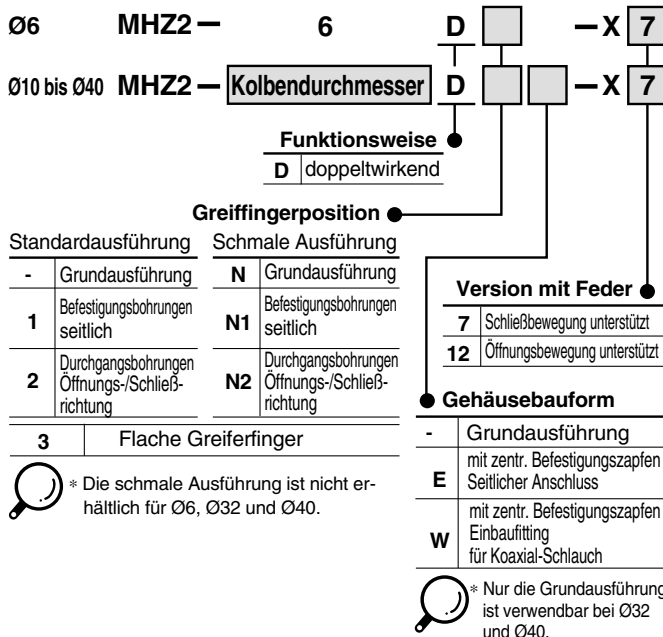 Ø6 MHZ2 — 6 D — X 7
Ø10 bis Ø40 MHZ2 — Kolbendurchmesser D — X 7
Funktionsweise
D doppeltwirkend
Greiffingerposition
Standardausführung
- Grundausführung
1 Befestigungsbohrungen
seitlich
2 Durchgangsbohrungen
Öffnungs-/Schließ-
richtung
Schmale Ausführung
N Grundausführung
N1 Befestigungsbohrungen
seitlich
N2 Durchgangsbohrungen
Öffnungs-/Schließ-
richtung
3 Flache Greiferfinger
* Die schmale Ausführung ist nicht er-
hältlich für Ø6, Ø32 und Ø40.
Version mit Feder
7 Schließbewegung unterstützt
12 Öffnungsbewegung unterstützt
Gehäusebauform
- Grundausführung
E mit zentr. Befestigungszapfen
Seitlicher Anschluss
W mit zentr. Befestigungszapfen
Einbaufitting
für Koaxial-Schlauch
* Nur die Grundausführung
ist verwendbar bei Ø32
und Ø40.